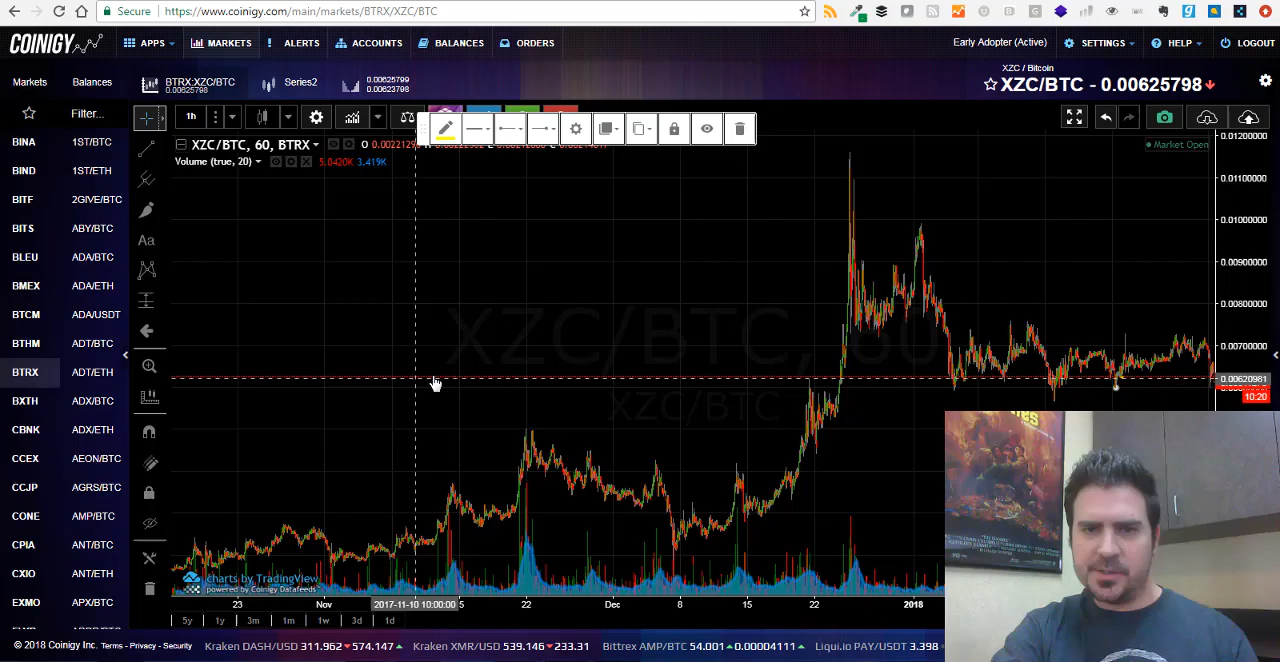 Secure https://www.coinigy.com/main/markets/BTRX/XZC/BTC
COINIGY APPS MARKETS ALERTS ACCOUNTS BALANCES ORDERS Early Adopter (Active) SETTINGS HELP LOGOUT
Markets Balances BTRX:XZC/BTC 0.00625798 Series2 0.00625799 0.00623798
XZC / Bitcoin
XZC/BTC - 0.00625798
Filter... 1h
XZC/BTC, 60, BTRX
Volume (true, 20) 5.0420K 3.419K
Market Open
BINA 1ST/BTC
BIND 1ST/ETH
BITF 2GIVE/BTC
BITS ABY/BTC
BLEU ADA/BTC
BMEX ADA/ETH
BTCM ADA/USDT
BTHM ADT/BTC
BTRX ADT/ETH
BXTH ADX/BTC
CBNK ADX/ETH
CCEX AEON/BTC
CCJP AGRS/BTC
CONE AMP/BTC
CPIA ANT/BTC
CXIO ANT/ETH
EXMO APX/BTC
Aa
XZC/BTC, 60
XZC/BTC
0.01200000
0.01100000
0.01000000
0.00900000
0.00800000
0.00700000
0.00620981
10:20
charts by TradingView
powered by Coinigy Datafeeds
23 Nov 2017-11-10 10:00:00 5 22 Dec 8 15 22 2018
5y 1y 3m 1m 1w 3d 1d
© 2018 Coinigy Inc. Terms - Privacy - Security Kraken DASH/USD 311.962 574.147 Kraken XMR/USD 539.146 233.31 Bittrex AMP/BTC 54.001 0.00004111 Liqui.io PAY/USDT 3.398